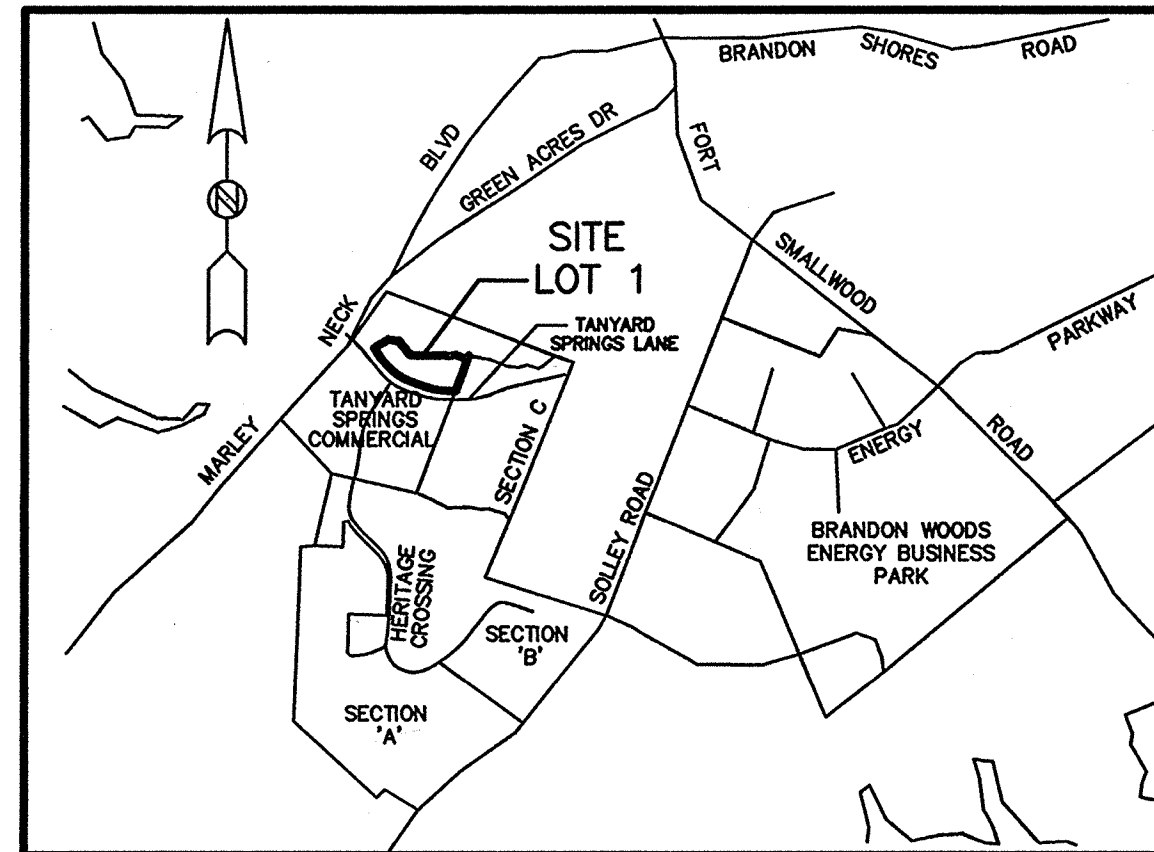 BRANDON SHORES ROAD
BLVD
GREEN ACRES DR
FORT
N
SITE
LOT 1
SMALLWOOD
NECK
TANYARD
SPRINGS LANE
PARKWAY
TANYARD
SPRINGS
COMMERCIAL
MARLEY
SECTION C
ENERGY
ROAD
SOLLEY ROAD
BRANDON WOODS
ENERGY BUSINESS
PARK
HERITAGE
CROSSING
SECTION
'B'
SECTION
'A'